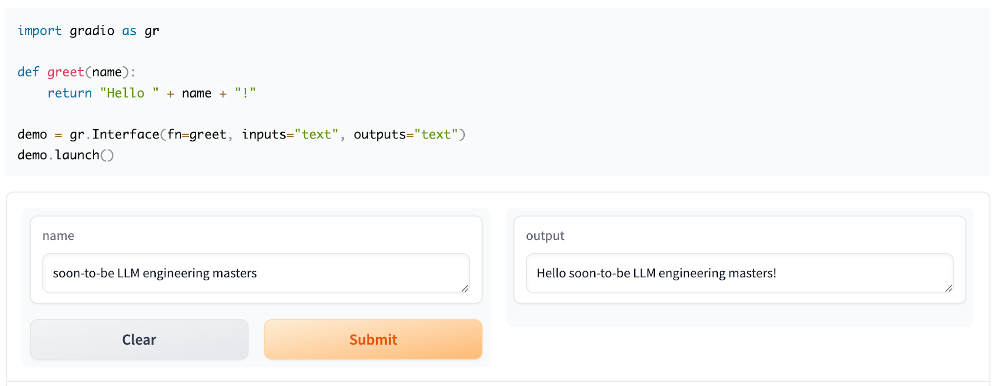 import gradio as gr
def greet(name):
    return "Hello " + name + "!"
demo = gr.Interface(fn=greet, inputs="text", outputs="text")
demo.launch()
name
soon-to-be LLM engineering masters
Clear
Submit
output
Hello soon-to-be LLM engineering masters!